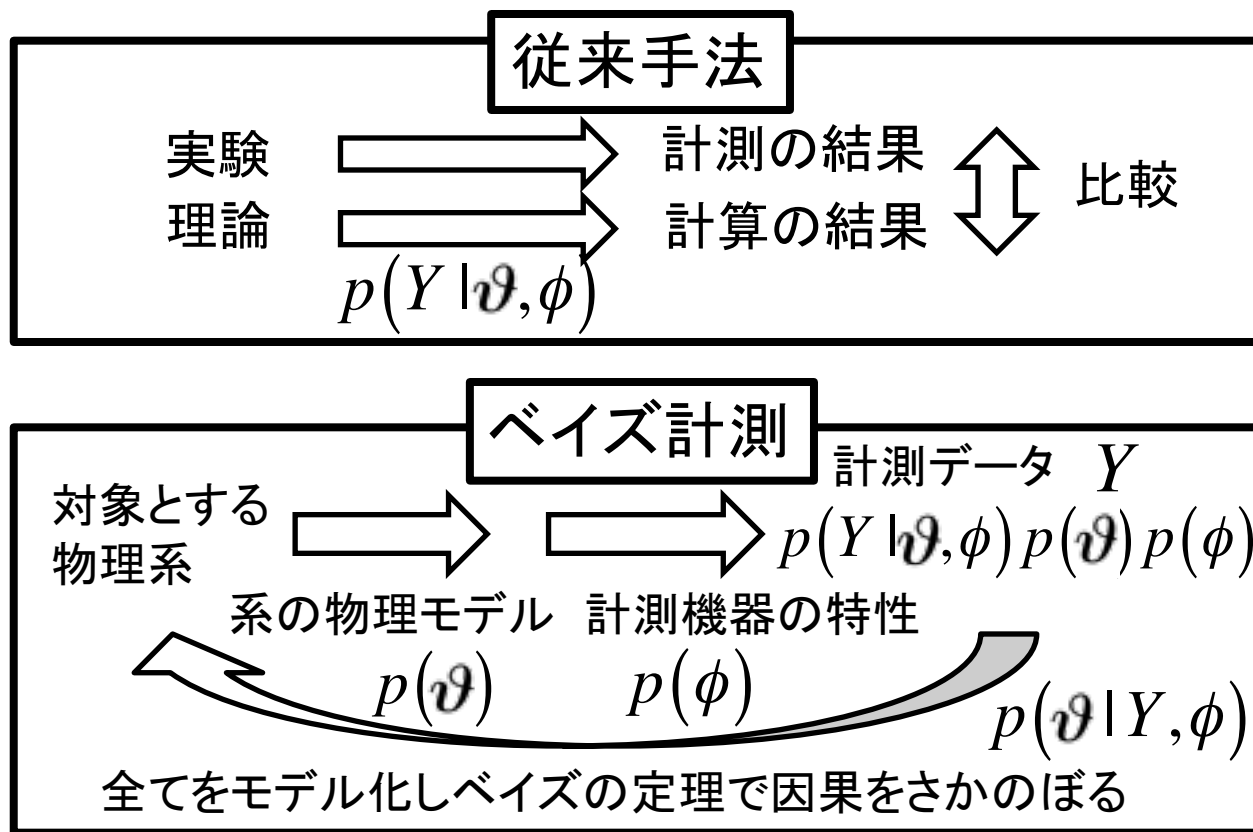 従来手法
実験
計測の結果
比較
理論
計算の結果
p(Y|ϑ,ϕ)
ベイズ計測
計測データ Y
対象とする
物理系
p(Y|ϑ,ϕ)p(ϑ)p(ϕ)
系の物理モデル
計測機器の特性
p(ϑ)
p(ϕ)
p(ϑ|Y,ϕ)
全てをモデル化しベイズの定理で因果をさかのぼる